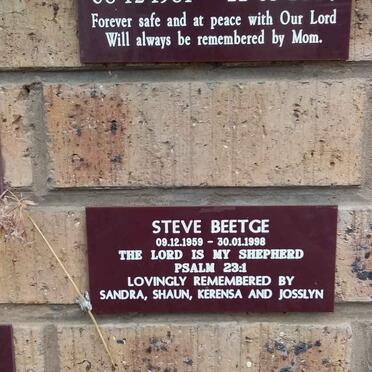 Forever safe and at peace with Our Lord
Will always be remembered by Mom.
STEVE BEETGE
09.12.1959 - 30.01.1998
THE LORD IS MY SHEPHERD
PSALM 23:1
LOVINGLY REMEMBERED BY
SANDRA, SHAUN, KERENSA AND JOSSLYN